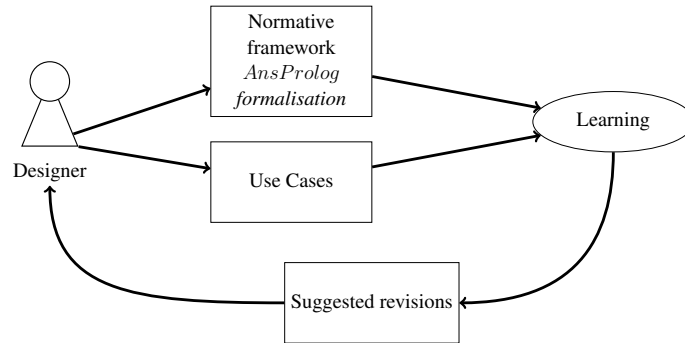 Normative
framework
AnsProlog
formalisation
Learning
Designer
Use Cases
Suggested revisions